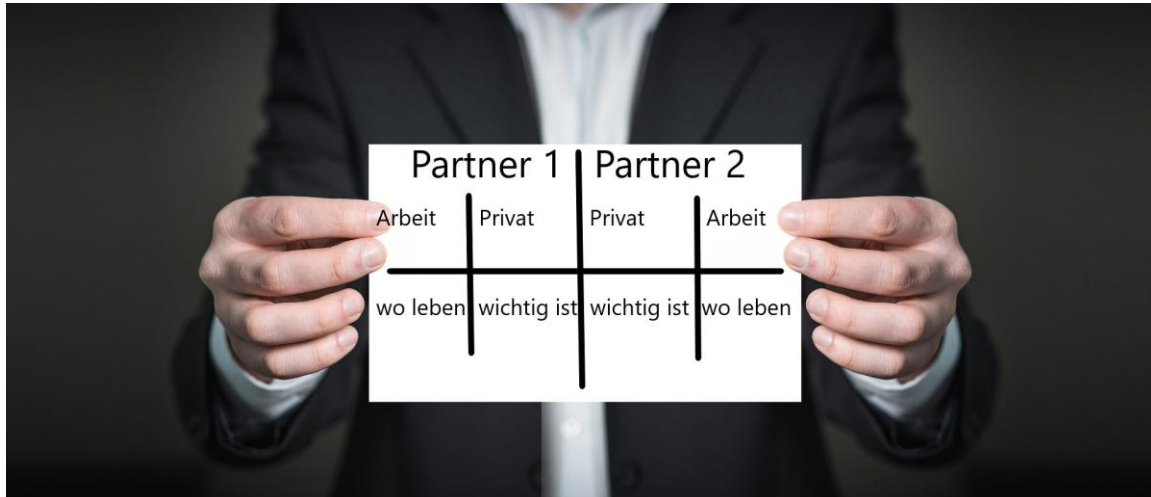 Partner 1 Partner 2
Arbeit Privat Privat Arbeit
wo leben wichtig ist wichtig ist wo leben